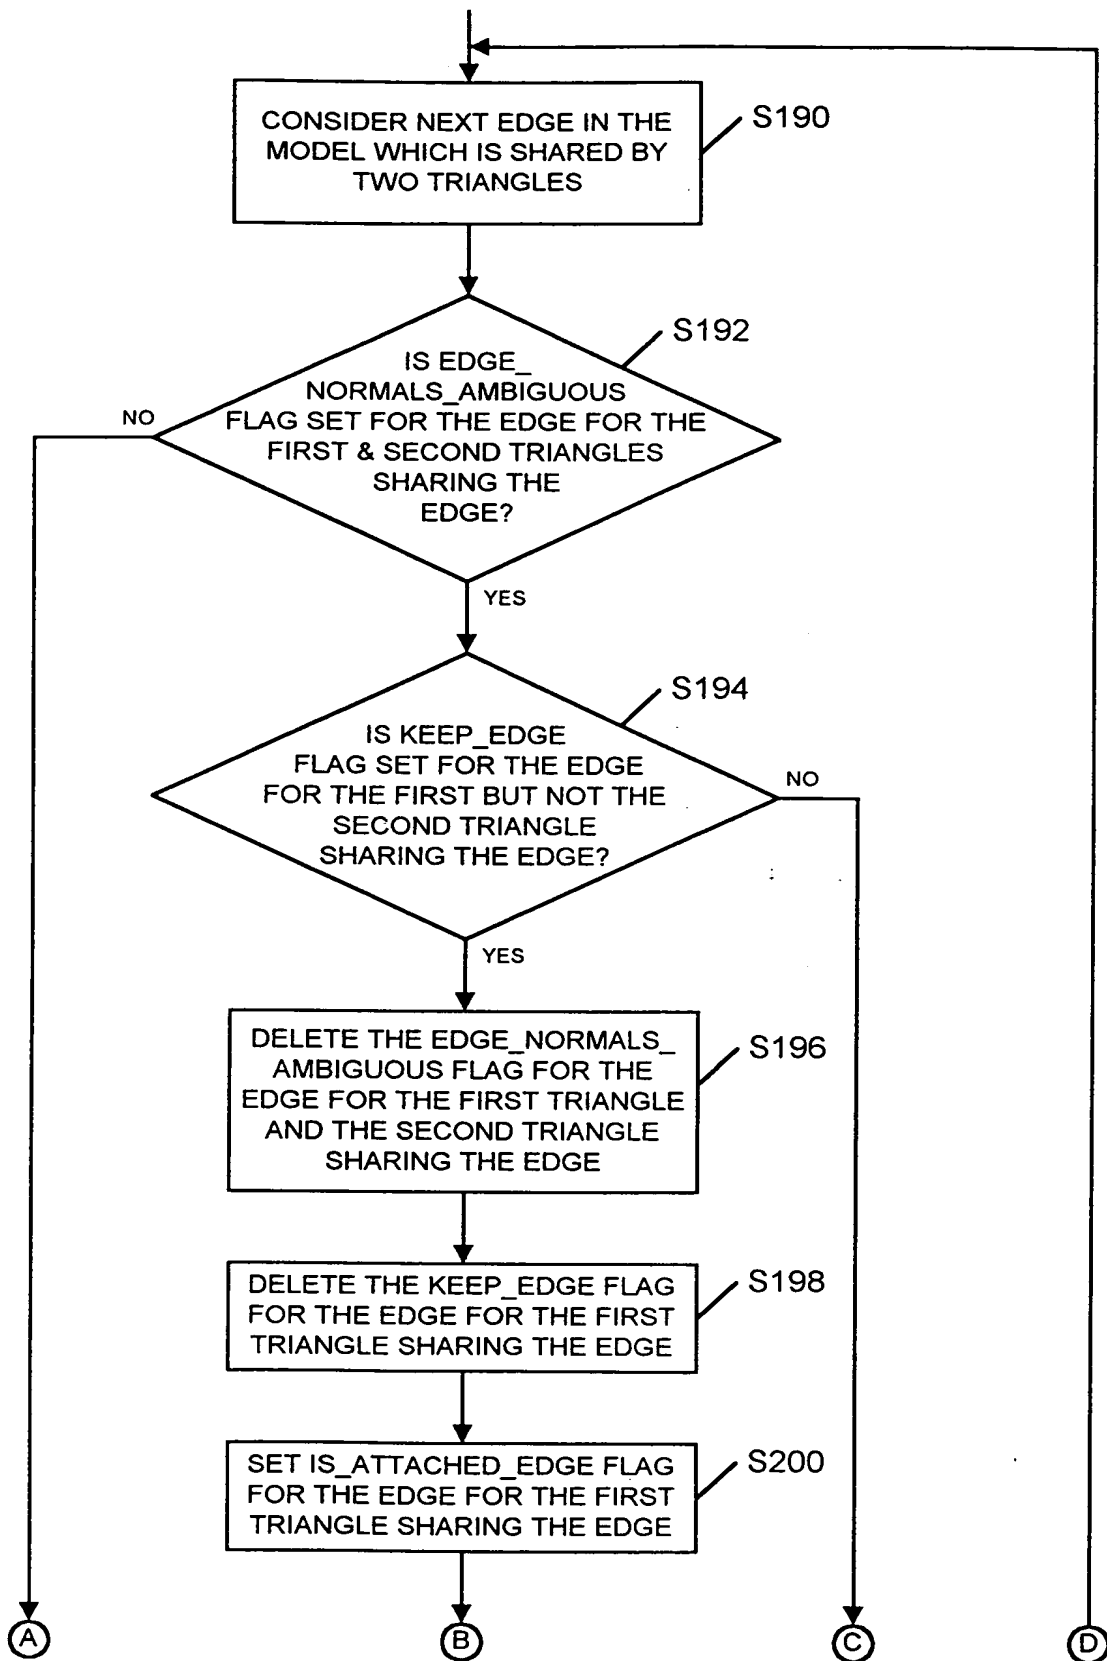 CONSIDER NEXT EDGE IN THE
MODEL WHICH IS SHARED BY
TWO TRIANGLES
S190
IS EDGE_
NORMALS_AMBIGUOUS
FLAG SET FOR THE EDGE FOR THE
FIRST & SECOND TRIANGLES
SHARING THE
EDGE?
S192
NO
YES
IS KEEP_EDGE
FLAG SET FOR THE EDGE
FOR THE FIRST BUT NOT THE
SECOND TRIANGLE
SHARING THE EDGE?
S194
NO
YES
DELETE THE EDGE_NORMALS_
AMBIGUOUS FLAG FOR THE
EDGE FOR THE FIRST TRIANGLE
AND THE SECOND TRIANGLE
SHARING THE EDGE
S196
DELETE THE KEEP_EDGE FLAG
FOR THE EDGE FOR THE FIRST
TRIANGLE SHARING THE EDGE
S198
SET IS_ATTACHED_EDGE FLAG
FOR THE EDGE FOR THE FIRST
TRIANGLE SHARING THE EDGE
S200
A
B
C
D